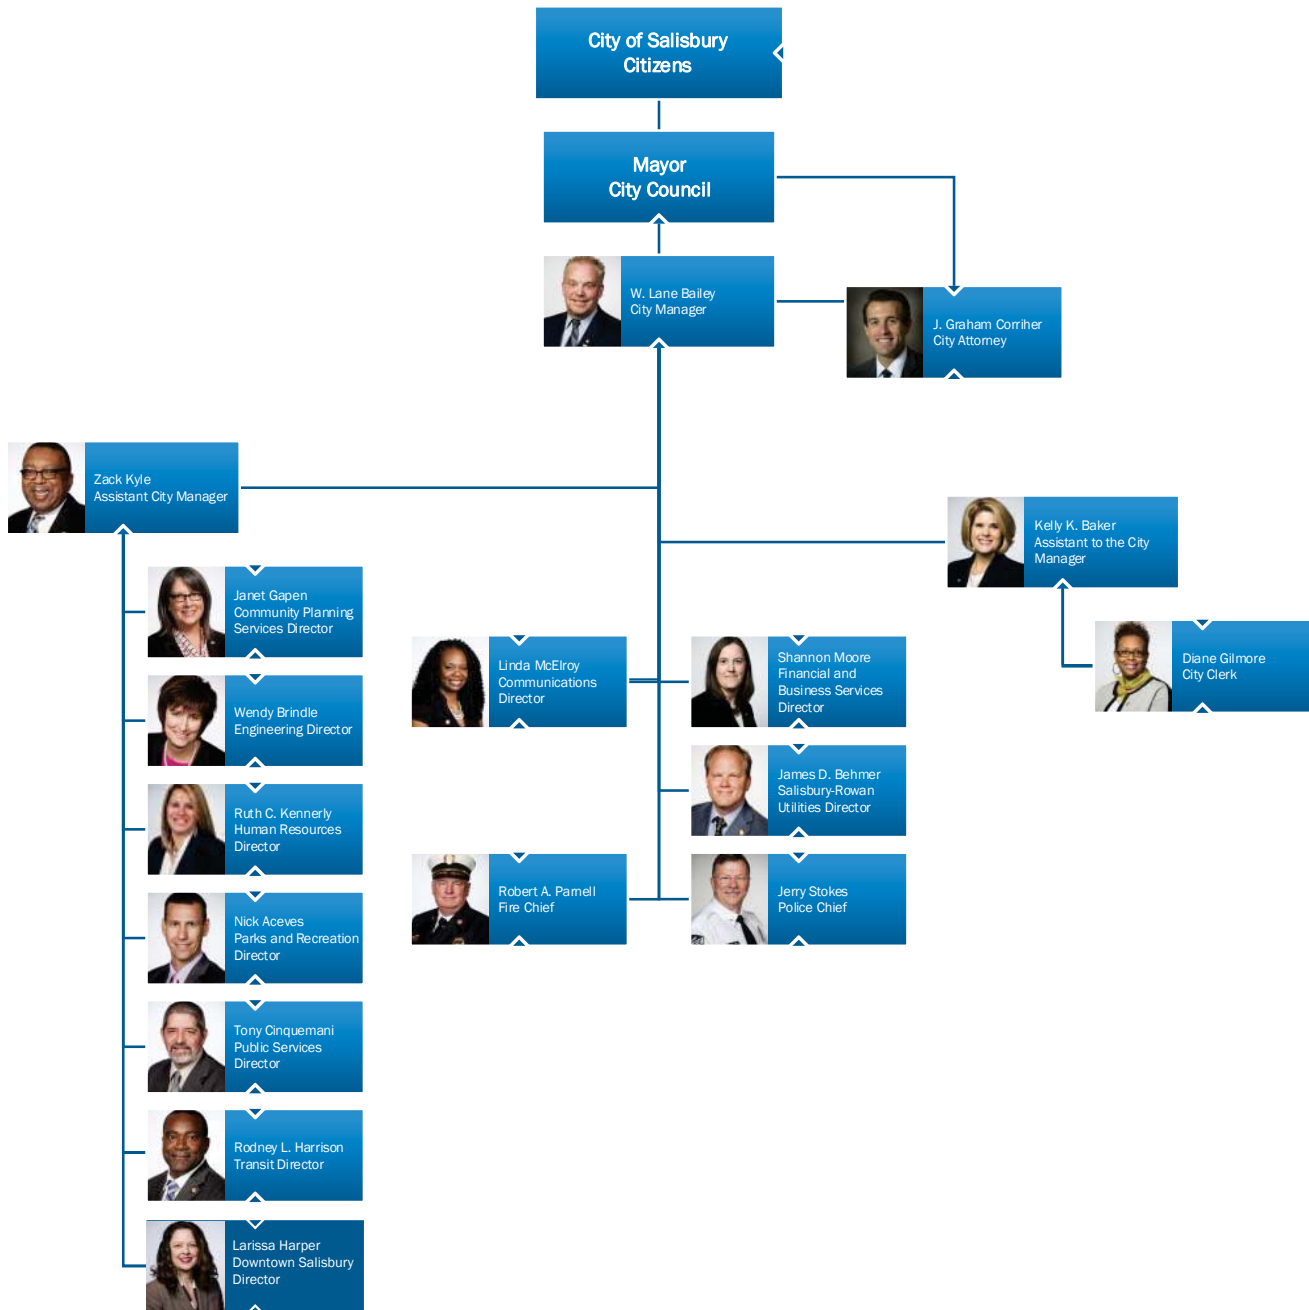 City of Salisbury
Citizens
Mayor
City Council
W. Lane Bailey
City Manager
J. Graham Corriher
City Attorney
Zack Kyle
Assistant City Manager
Kelly K. Baker
Assistant to the City
Manager
Janet Gapen
Community Planning
Services Director
Linda McElroy
Communications
Director
Shannon Moore
Financial and
Business Services
Director
Diane Gilmore
City Clerk
Wendy Brindle
Engineering Director
James D. Behmer
Salisbury-Rowan
Utilities Director
Ruth C. Kennerly
Human Resources
Director
Robert A. Parnell
Fire Chief
Jerry Stokes
Police Chief
Nick Aceves
Parks and Recreation
Director
Tony Cinquemani
Public Services
Director
Rodney L. Harrison
Transit Director
Larissa Harper
Downtown Salisbury
Director